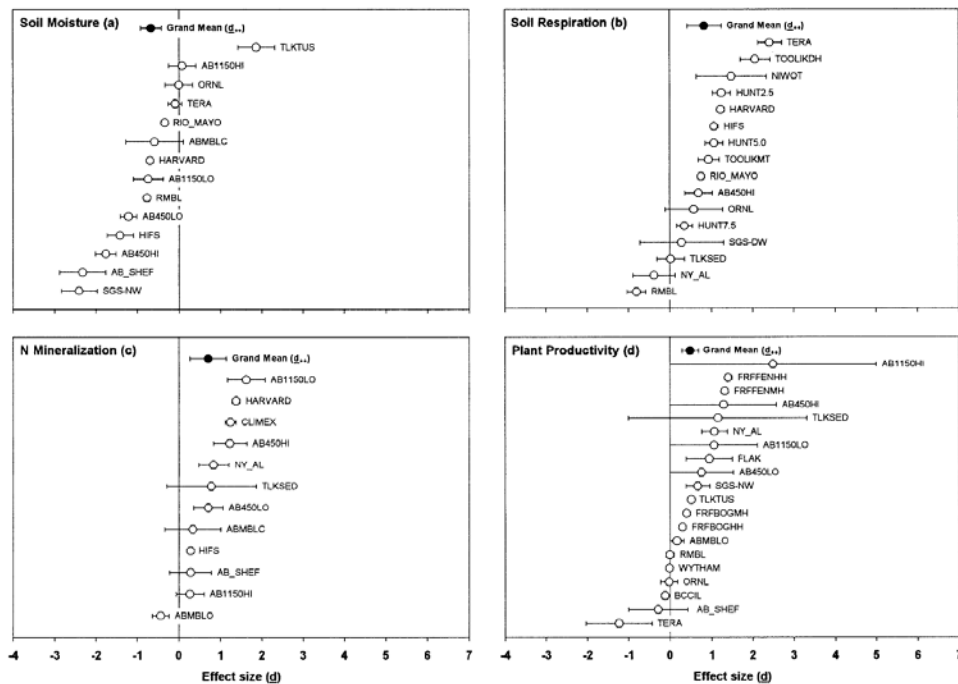 Soil Moisture (a)
Grand Mean (d..)
TLKTUS
AB1150HI
ORNL
TERA
RIO_MAYO
ABMBLC
HARVARD
AB1150LO
RMBL
AB450LO
HIFS
AB450HI
AB_SHEF
SGS-NW
Soil Respiration (b)
Grand Mean (d..)
TERA
TOOLIKDH
NIWOT
HUNT2.5
HARVARD
HIFS
HUNT5.0
TOOLIKMT
RIO_MAYO
AB450HI
ORNL
HUNT7.5
SGS-DW
TLKSED
NY_AL
RMBL
N Mineralization (c)
Grand Mean (d..)
AB1150LO
HARVARD
CLIMEX
AB450HI
NY_AL
TLKSED
AB450LO
ABMBLC
HIFS
AB_SHEF
AB1150HI
ABMBLO
-4 -3 -2 -1 0 1 2 3 4 5 6 7
Effect size (d)
Plant Productivity (d)
Grand Mean (d..)
AB1150HI
FRFFENHH
FRFFENMH
AB450HI
TLKSED
NY_AL
AB1150LO
FLAK
AB450LO
SGS-NW
TLKTUS
FRFBOGMH
FRFBOGHH
ABMBLO
RMBL
WYTHAM
ORNL
BCCIL
AB_SHEF
TERA
-4 -3 -2 -1 0 1 2 3 4 5 6 7
Effect size (d)